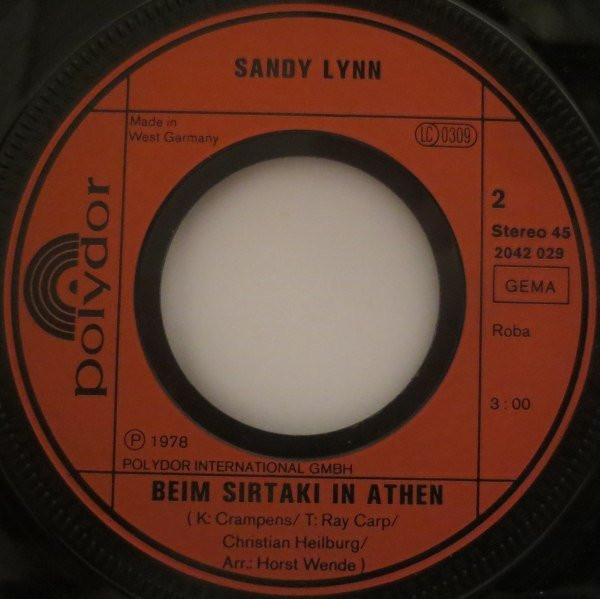 SANDY LYNN
Made in
West Germany
LC 0309
polydor
2
Stereo 45
2042 029
GEMA
Roba
3:00
℗ 1978
POLYDOR INTERNATIONAL GMBH
BEIM SIRTAKI IN ATHEN
( K: Crampens/ T: Ray Carp/
Christian Heilburg/
Arr.: Horst Wende )